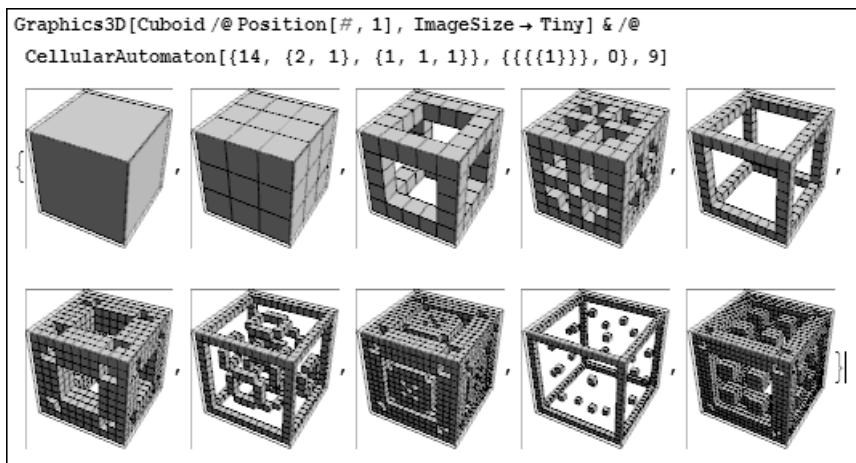 Graphics3D[Cuboid /@ Position[#, 1], ImageSize → Tiny] & /@
CellularAutomaton[{14, {2, 1}, {1, 1, 1}}, {{{{1}}}, 0}, 9]
{ , , , , ,
, , , , }